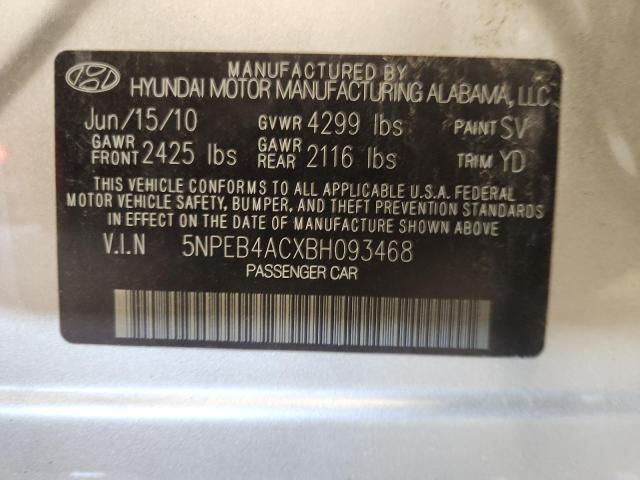 MANUFACTURED BY
HYUNDAI MOTOR MANUFACTURING ALABAMA, LLC
Jun/15/10 GVWR 4299 lbs PAINT SV
GAWR FRONT 2425 lbs GAWR REAR 2116 lbs TRIM YD
THIS VEHICLE CONFORMS TO ALL APPLICABLE U.S.A. FEDERAL
MOTOR VEHICLE SAFETY, BUMPER, AND THEFT PREVENTION STANDARDS
IN EFFECT ON THE DATE OF MANUFACTURE SHOWN ABOVE.
V.I.N 5NPEB4ACXBH093468
PASSENGER CAR